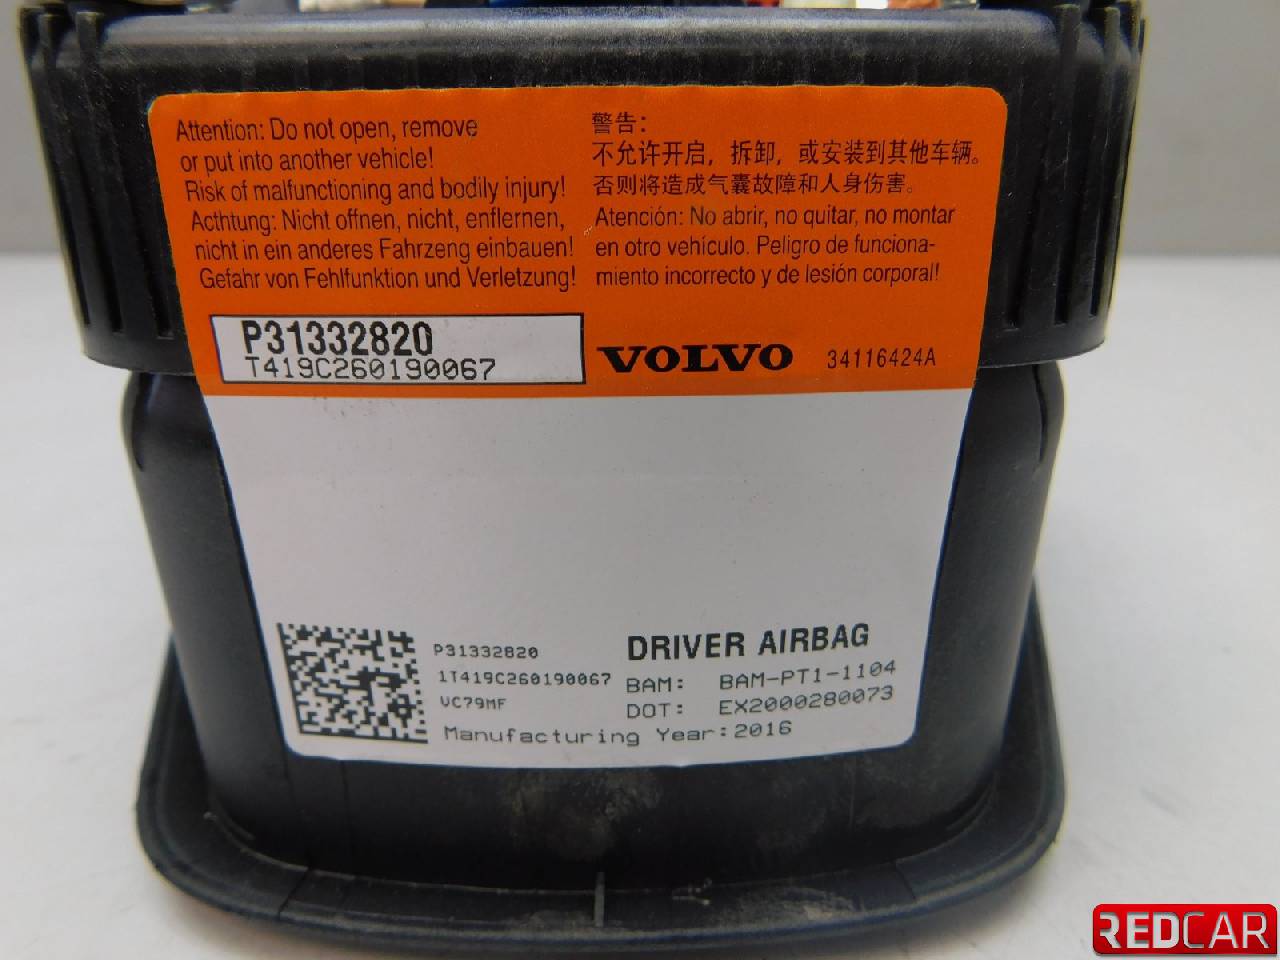 Attention: Do not open, remove
or put into another vehicle!
Risk of malfunctioning and bodily injury!
Acthtung: Nicht offnen, nicht, enflernen,
nicht in ein anderes Fahrzeng einbauen!
Gefahr von Fehlfunktion und Verletzung!
警告:
不允许开启，拆卸，或安装到其他车辆。
否则将造成气囊故障和人身伤害。
Atención: No abrir, no quitar, no montar
en otro vehículo. Peligro de funciona-
miento incorrecto y de lesión corporal!
P31332820
T419C260190067
VOLVO 34116424A
P31332820
1T419C260190067
VC79MF
DRIVER AIRBAG
BAM: BAM-PT1-1104
DOT: EX2000280073
Manufacturing Year:2016
REDCAR